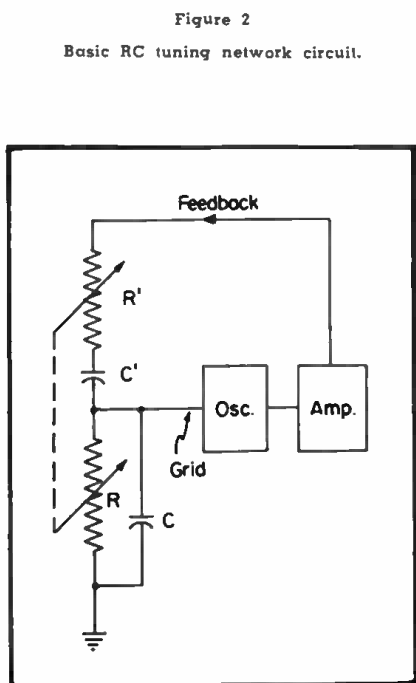 Figure 2
Basic RC tuning network circuit.
Feedback
R'
C'
Osc.
Amp.
Grid
R
C